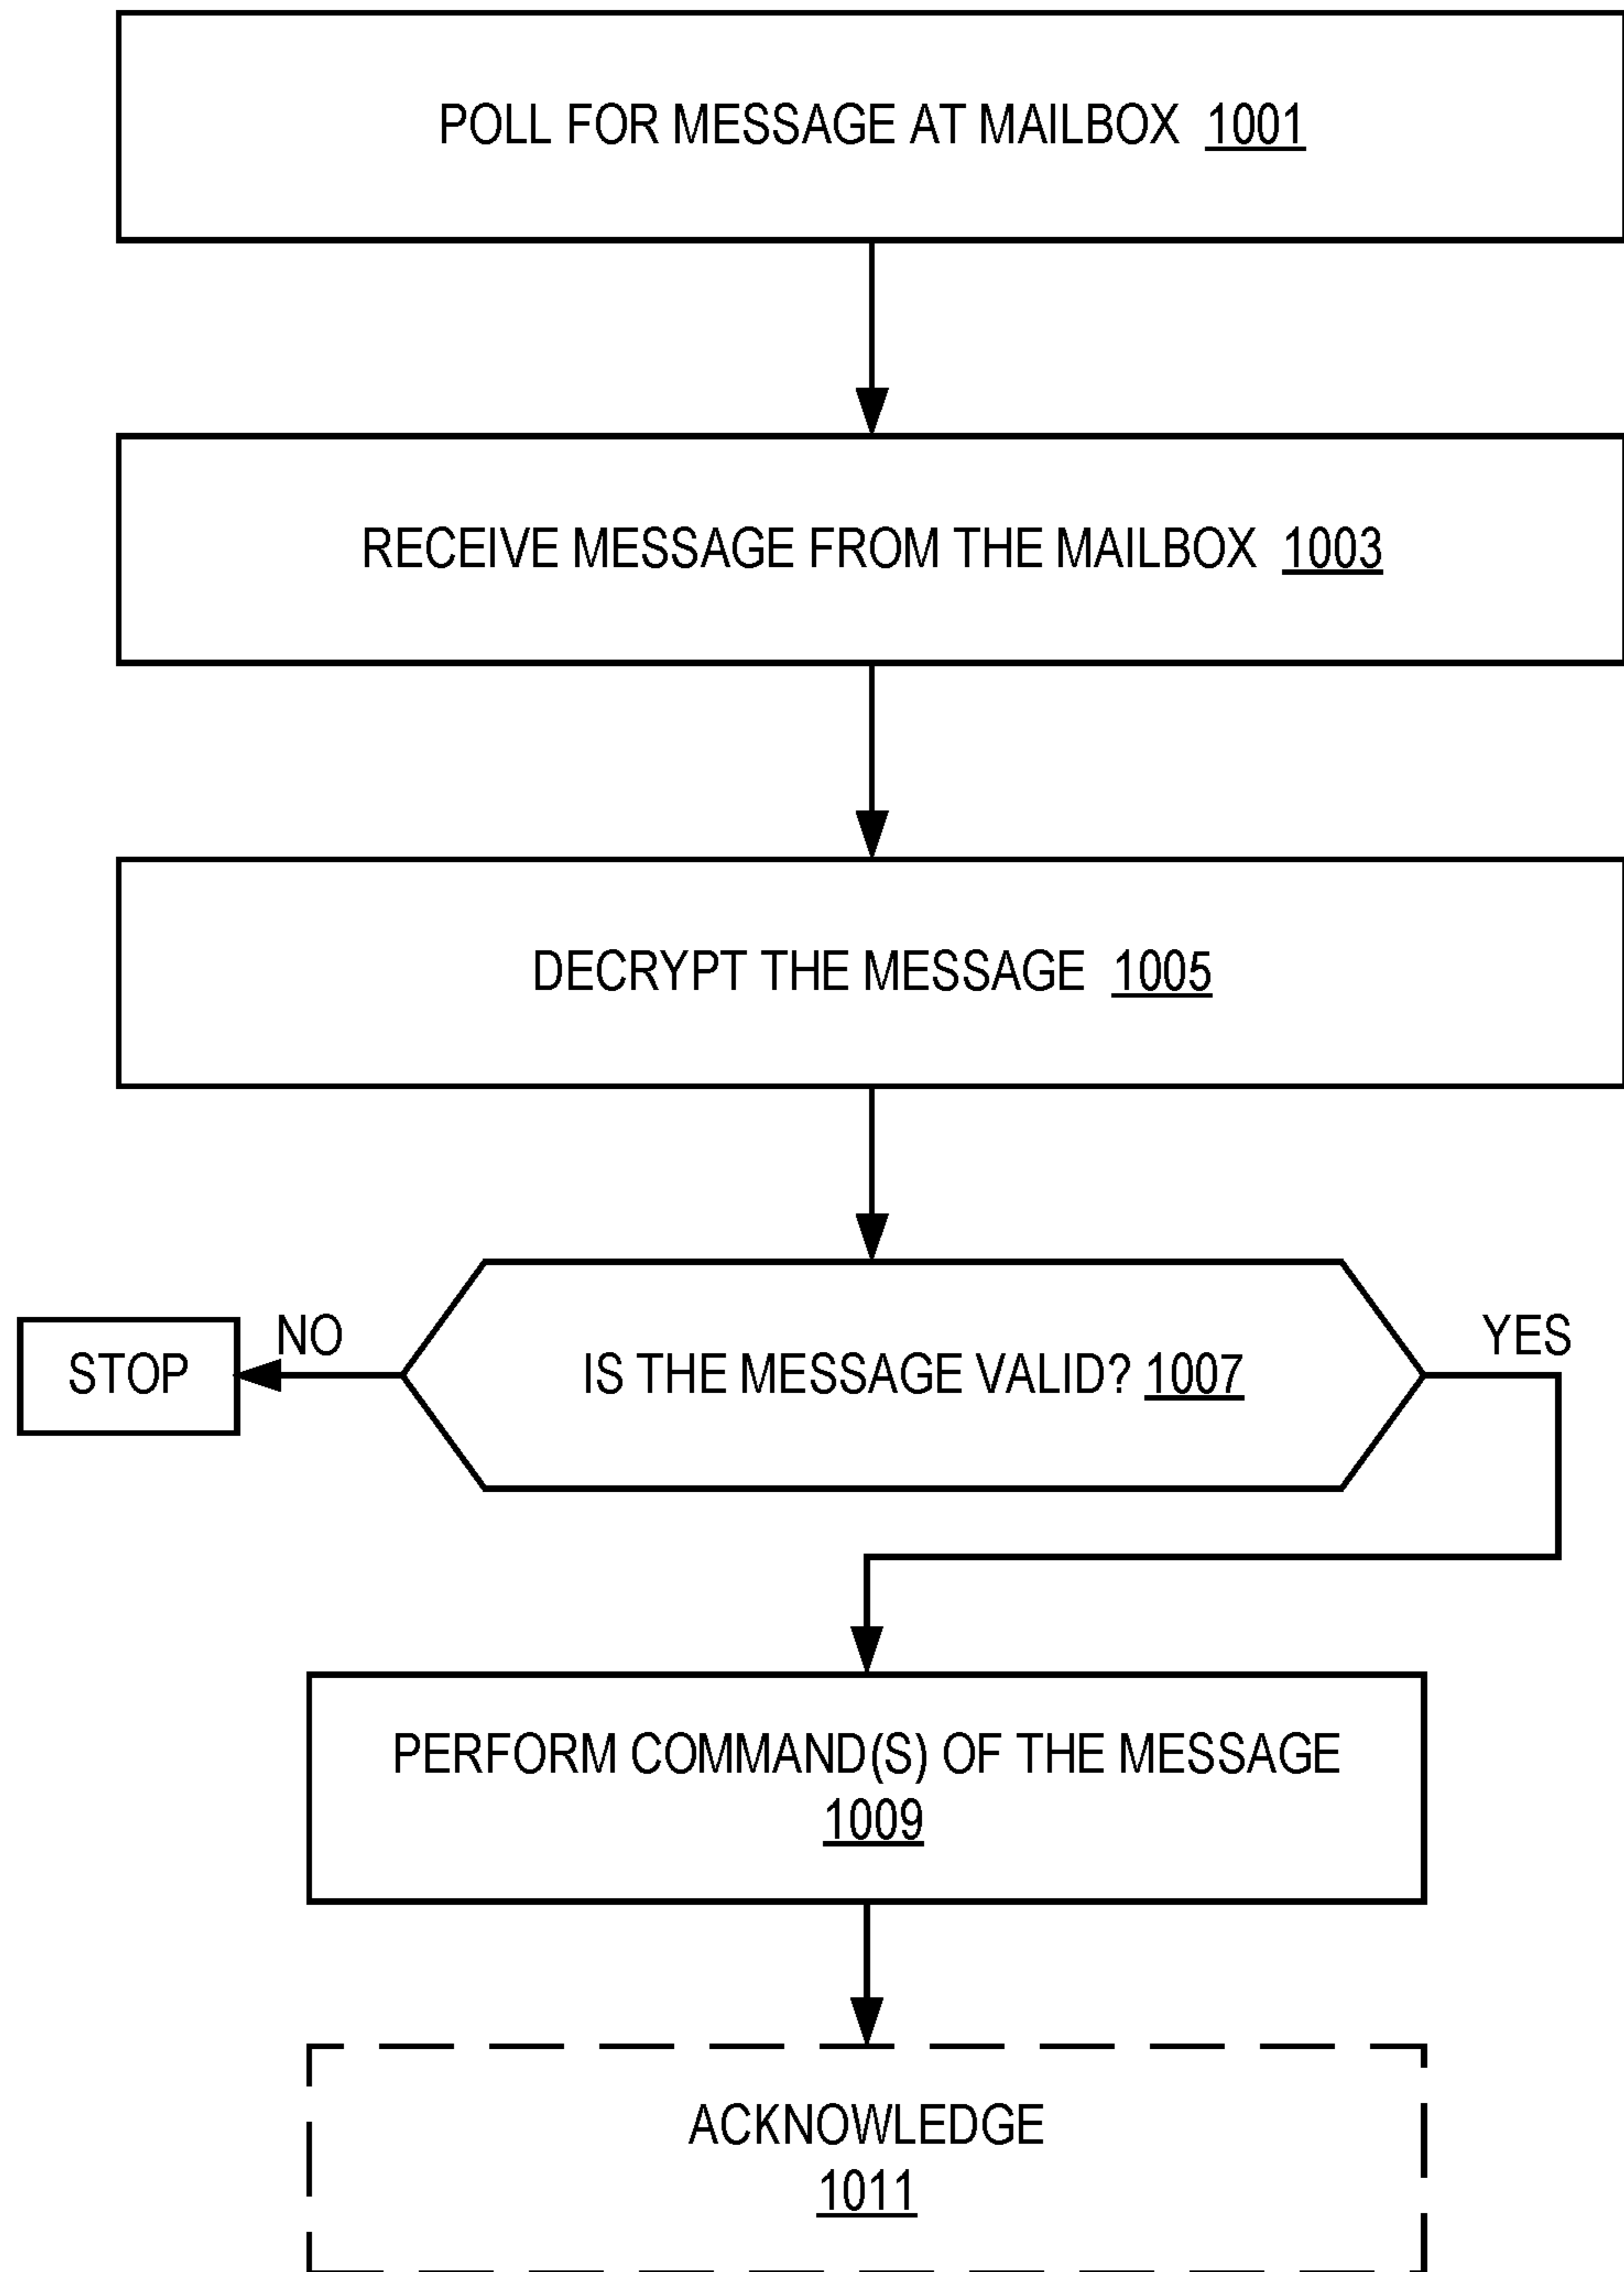 POLL FOR MESSAGE AT MAILBOX 1001
RECEIVE MESSAGE FROM THE MAILBOX 1003
DECRYPT THE MESSAGE 1005
NO
YES
STOP
IS THE MESSAGE VALID? 1007
PERFORM COMMAND(S) OF THE MESSAGE
1009
ACKNOWLEDGE
1011